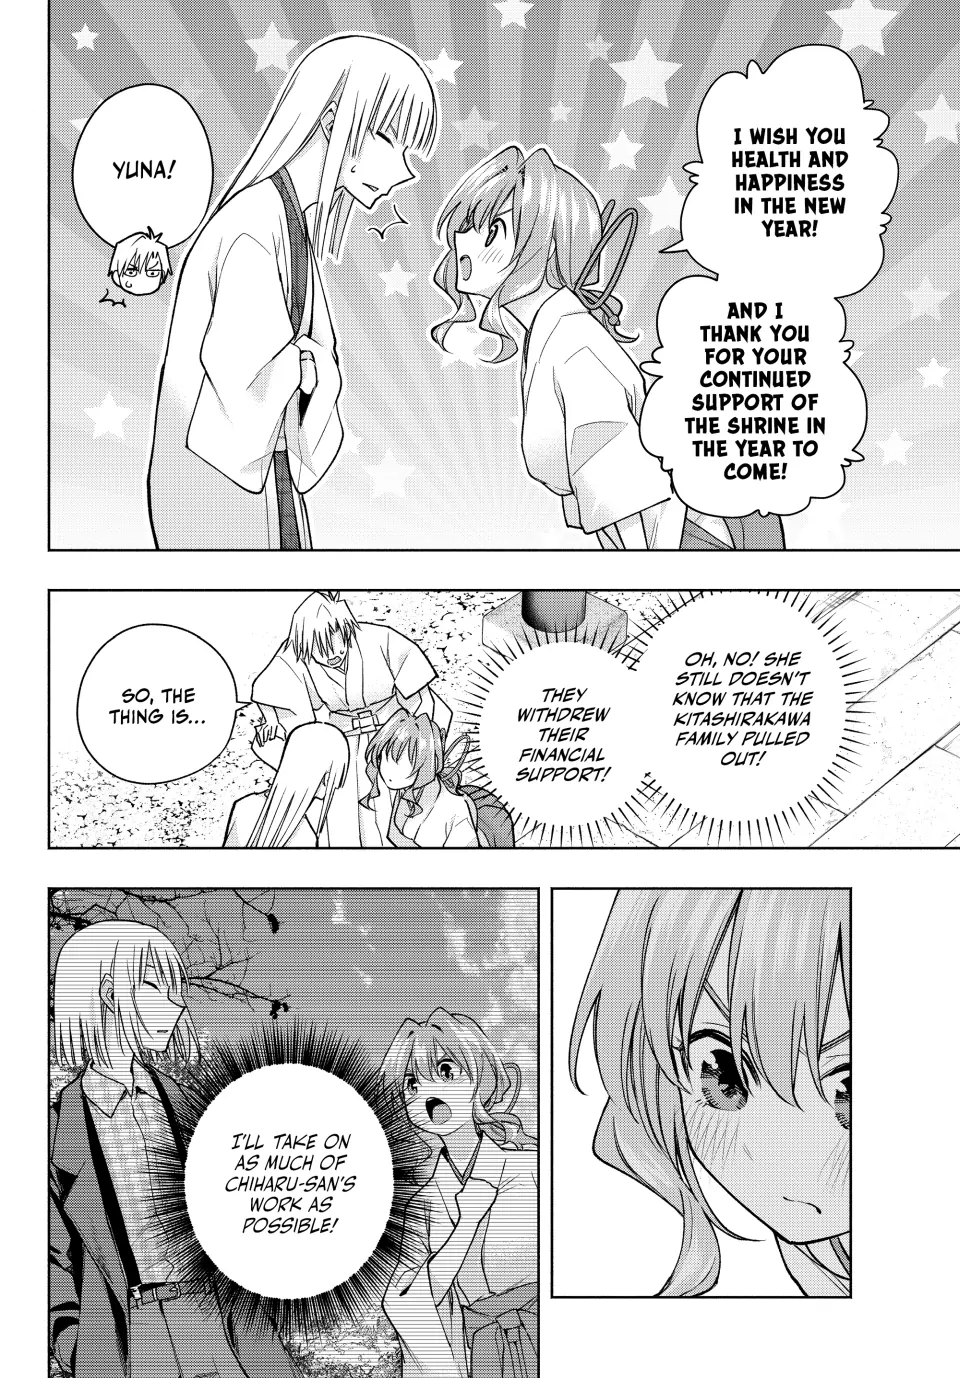 I WISH YOU
HEALTH AND
HAPPINESS
IN THE NEW
YEAR!
AND I
THANK YOU
FOR YOUR
CONTINUED
SUPPORT OF
THE SHRINE IN
THE YEAR TO
COME!
YUNA!
OH, NO! SHE
STILL DOESN'T
KNOW THAT THE
KITASHIRAKAWA
FAMILY PULLED
OUT!
THEY
WITHDREW
THEIR
FINANCIAL
SUPPORT!
SO, THE
THING IS...
I'LL TAKE ON
AS MUCH OF
CHIHARU-SAN'S
WORK AS
POSSIBLE!